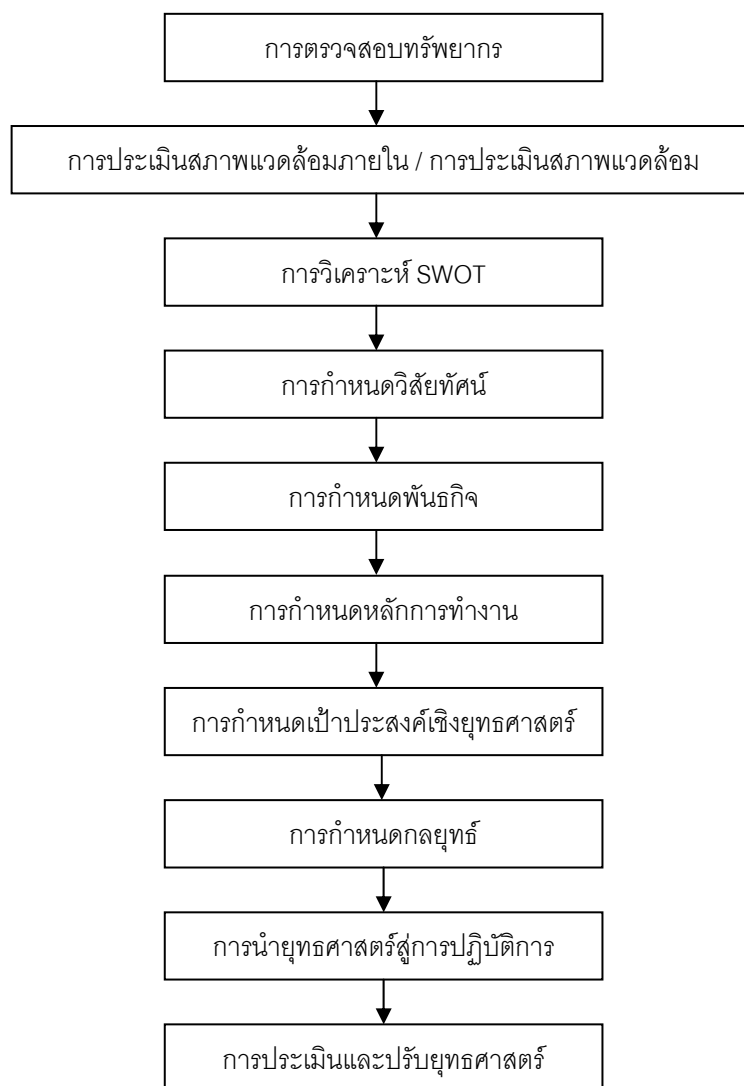 การตรวจสอบทรัพยากร
การประเมินสภาพแวดล้อมภายใน / การประเมินสภาพแวดล้อม
การวิเคราะห์ SWOT
การกำหนดวิสัยทัศน์
การกำหนดพันธกิจ
การกำหนดหลักการทำงาน
การกำหนดเป้าประสงค์เชิงยุทธศาสตร์
การกำหนดกลยุทธ์
การนำยุทธศาสตร์สู่การปฏิบัติการ
การประเมินและปรับยุทธศาสตร์